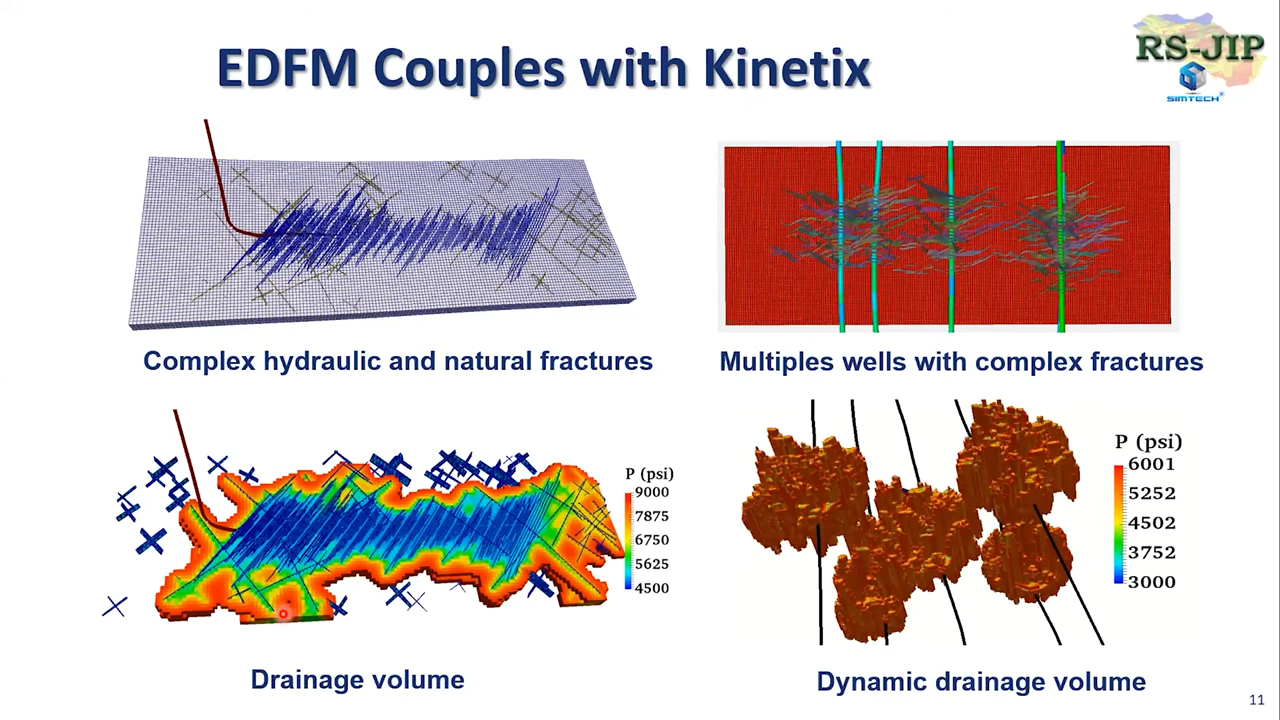 EDFM Couples with Kinetix
RS-JIP
SIMTECH
Complex hydraulic and natural fractures
Multiples wells with complex fractures
P (psi)
9000
7875
6750
5625
4500
P (psi)
6001
5252
4502
3752
3000
Drainage volume
Dynamic drainage volume
11